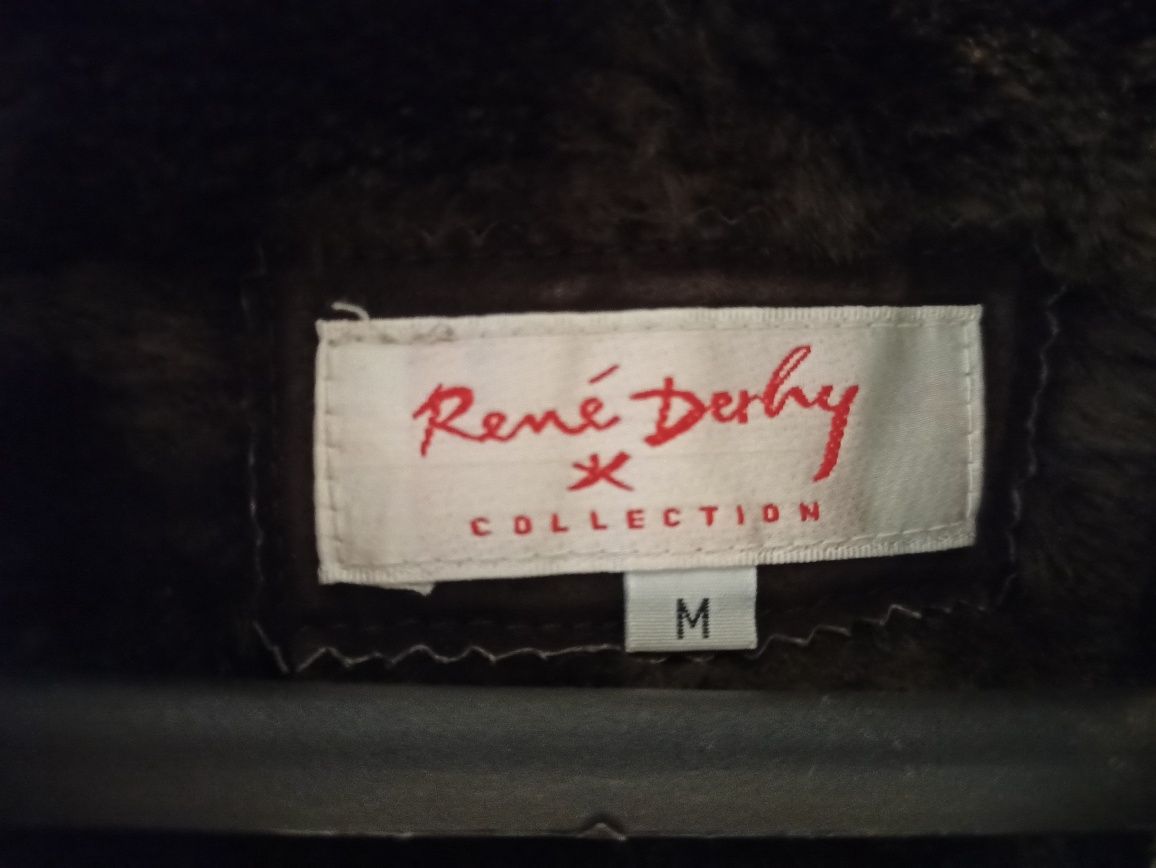 René Derhy
COLLECTION
M